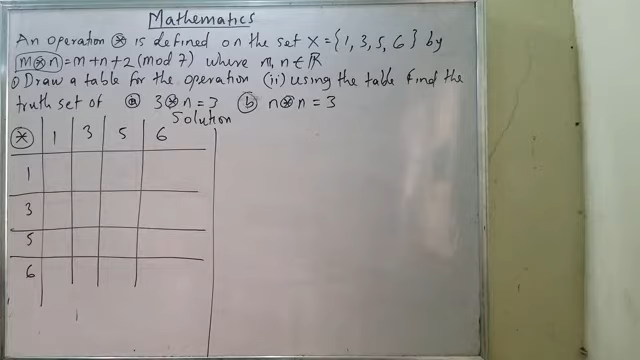 Mathematics
An operation ⊛ is defined on the set X = {1, 3, 5, 6} by
m⊛n = m+n+2 (mod 7) where m, n ∈ ℝ
(i) Draw a table for the operation (ii) using the table find the
truth set of (a) 3⊛n = 3 (b) n⊛n = 3
Solution
⊛ 1 3 5 6
1
3
5
6